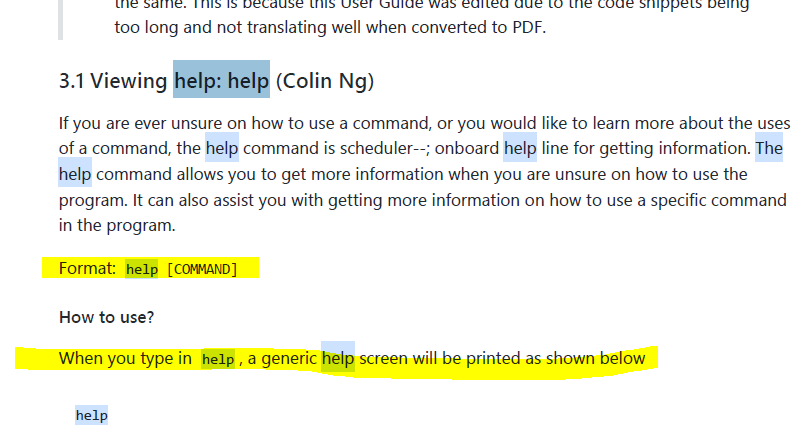 the same. This is because this User Guide was edited due to the code snippets being
too long and not translating well when converted to PDF.
3.1 Viewing help: help (Colin Ng)
If you are ever unsure on how to use a command, or you would like to learn more about the uses
of a command, the help command is scheduler--; onboard help line for getting information. The
help command allows you to get more information when you are unsure on how to use the
program. It can also assist you with getting more information on how to use a specific command
in the program.
Format: help [COMMAND]
How to use?
When you type in help , a generic help screen will be printed as shown below
help